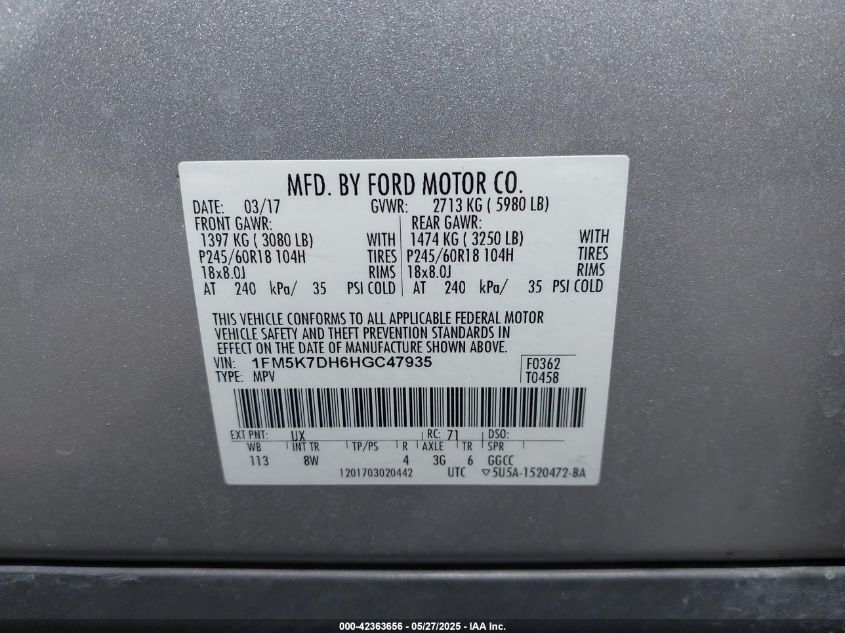 MFD. BY FORD MOTOR CO.
DATE: 03/17 GVWR: 2713 KG ( 5980 LB)
FRONT GAWR: REAR GAWR:
1397 KG ( 3080 LB) WITH 1474 KG ( 3250 LB) WITH
P245/60R18 104H TIRES P245/60R18 104H TIRES
18x8.0J RIMS 18x8.0J RIMS
AT 240 kPa/ 35 PSI COLD AT 240 kPa/ 35 PSI COLD
THIS VEHICLE CONFORMS TO ALL APPLICABLE FEDERAL MOTOR
VEHICLE SAFETY AND THEFT PREVENTION STANDARDS IN
EFFECT ON THE DATE OF MANUFACTURE SHOWN ABOVE.
VIN: 1FM5K7DH6HGC47935 F0362
TYPE: MPV T0458
EXT PNT: UX RC: 71 DSO:
WB INT TR TP/PS R AXLE TR SPR
113 8W 4 3G 6 GGCC
1201703020442 UTC ▽5U5A-1520472-BA
000-42363656 - 05/27/2025 - IAA Inc.